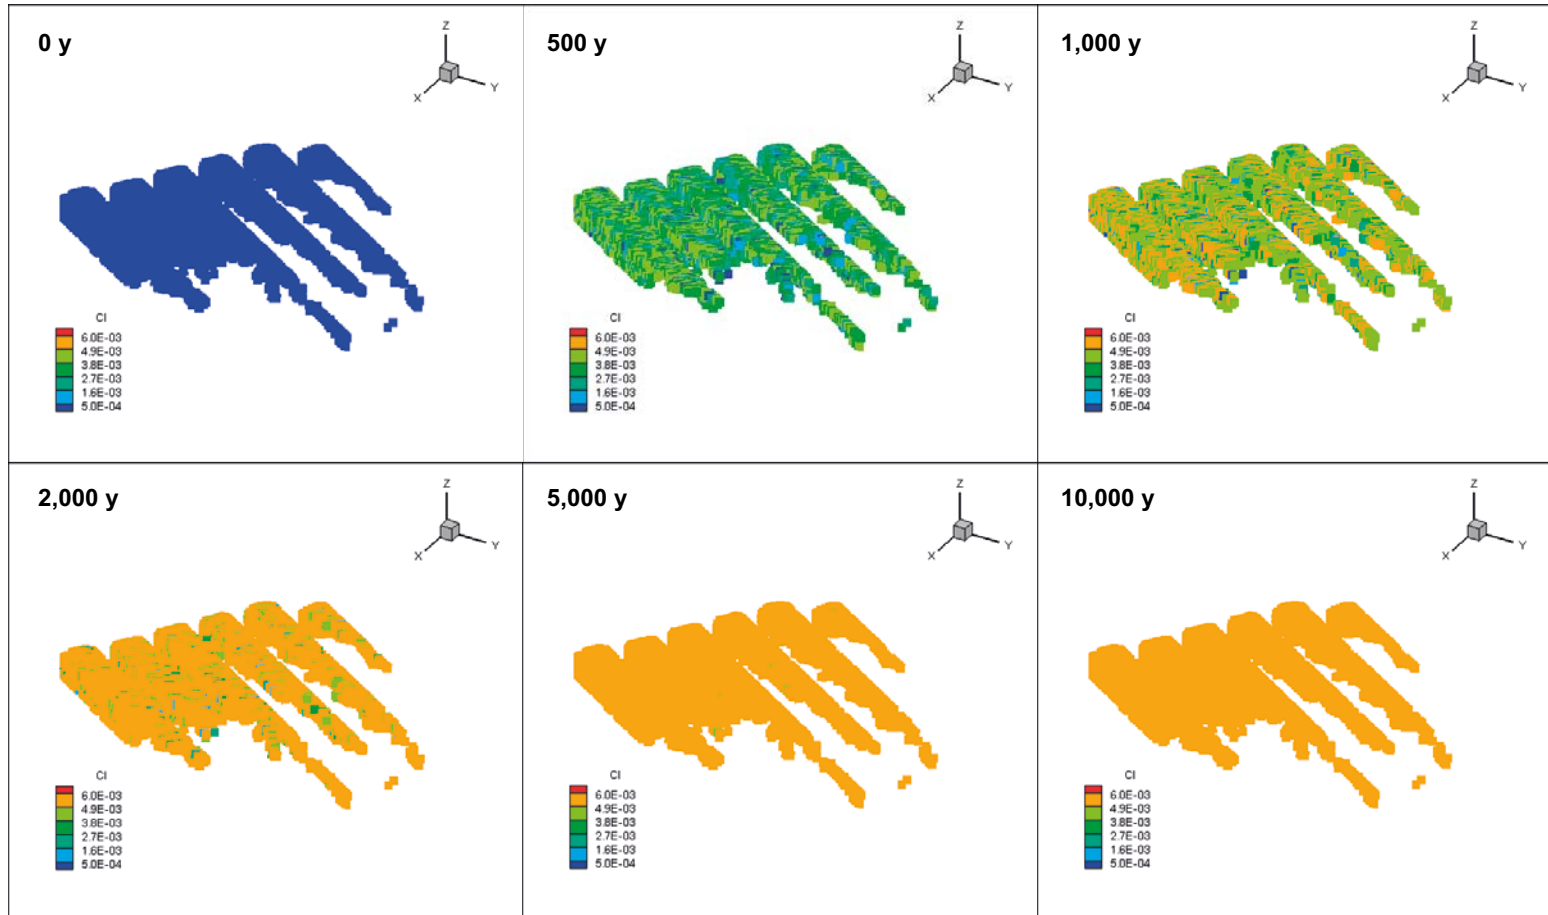 0 y
Z
X
Y
Cl
6.0E-03
4.9E-03
3.8E-03
2.7E-03
1.6E-03
5.0E-04
500 y
Z
X
Y
Cl
6.0E-03
4.9E-03
3.8E-03
2.7E-03
1.6E-03
5.0E-04
1,000 y
Z
X
Y
Cl
6.0E-03
4.9E-03
3.8E-03
2.7E-03
1.6E-03
5.0E-04
2,000 y
Z
X
Y
Cl
6.0E-03
4.9E-03
3.8E-03
2.7E-03
1.6E-03
5.0E-04
5,000 y
Z
X
Y
Cl
6.0E-03
4.9E-03
3.8E-03
2.7E-03
1.6E-03
5.0E-04
10,000 y
Z
X
Y
Cl
6.0E-03
4.9E-03
3.8E-03
2.7E-03
1.6E-03
5.0E-04